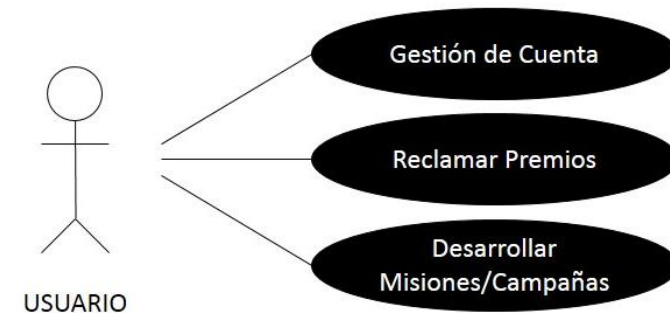 Gestión de Cuenta
Reclamar Premios
Desarrollar
Misiones/Campañas
USUARIO